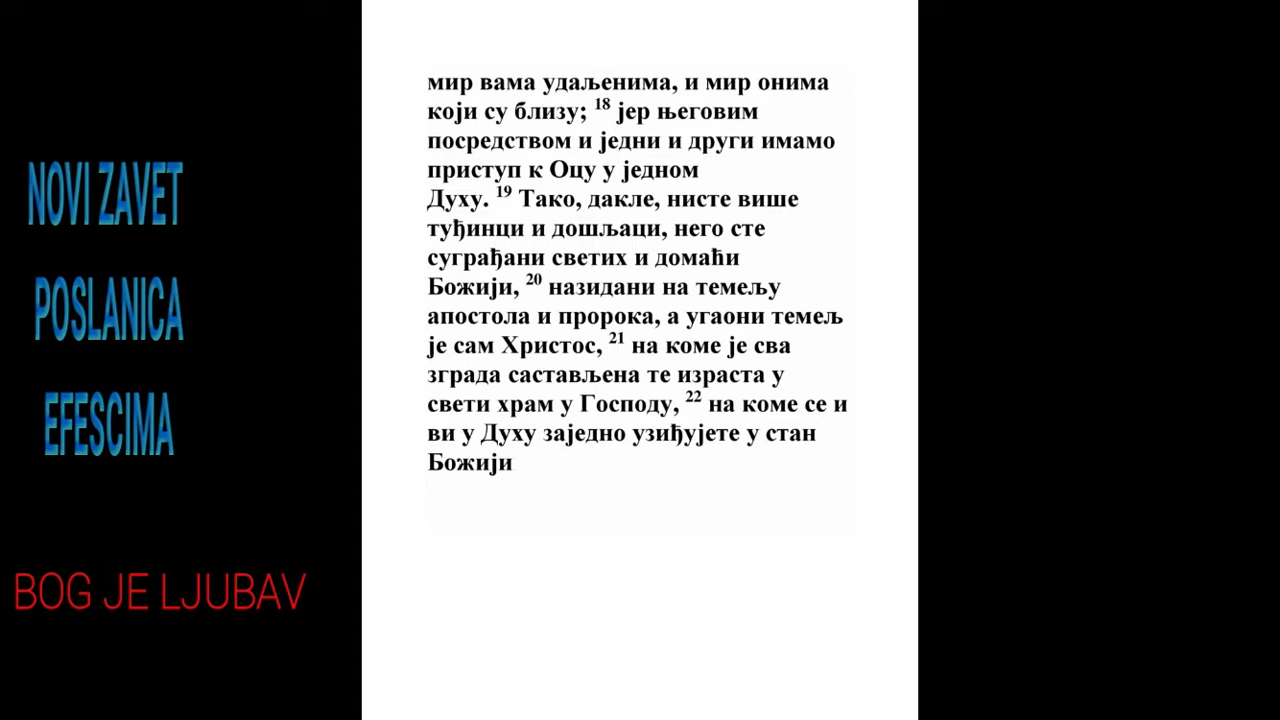 NOVI ZAVET
POSLANICA
EFESCIMA
BOG JE LJUBAV
мир вама удаљенима, и мир онима
који су близу; 18 јер његовим
посредством и једни и други имамо
приступ к Оцу у једном
Духу. 19 Тако, дакле, нисте више
туђинци и дошљаци, него сте
суграђани светих и домаћи
Божији, 20 назидани на темељу
апостола и пророка, а угаони темељ
је сам Христос, 21 на коме је сва
зграда састављена те израста у
свети храм у Господу, 22 на коме се и
ви у Духу заједно узиђујете у стан
Божији